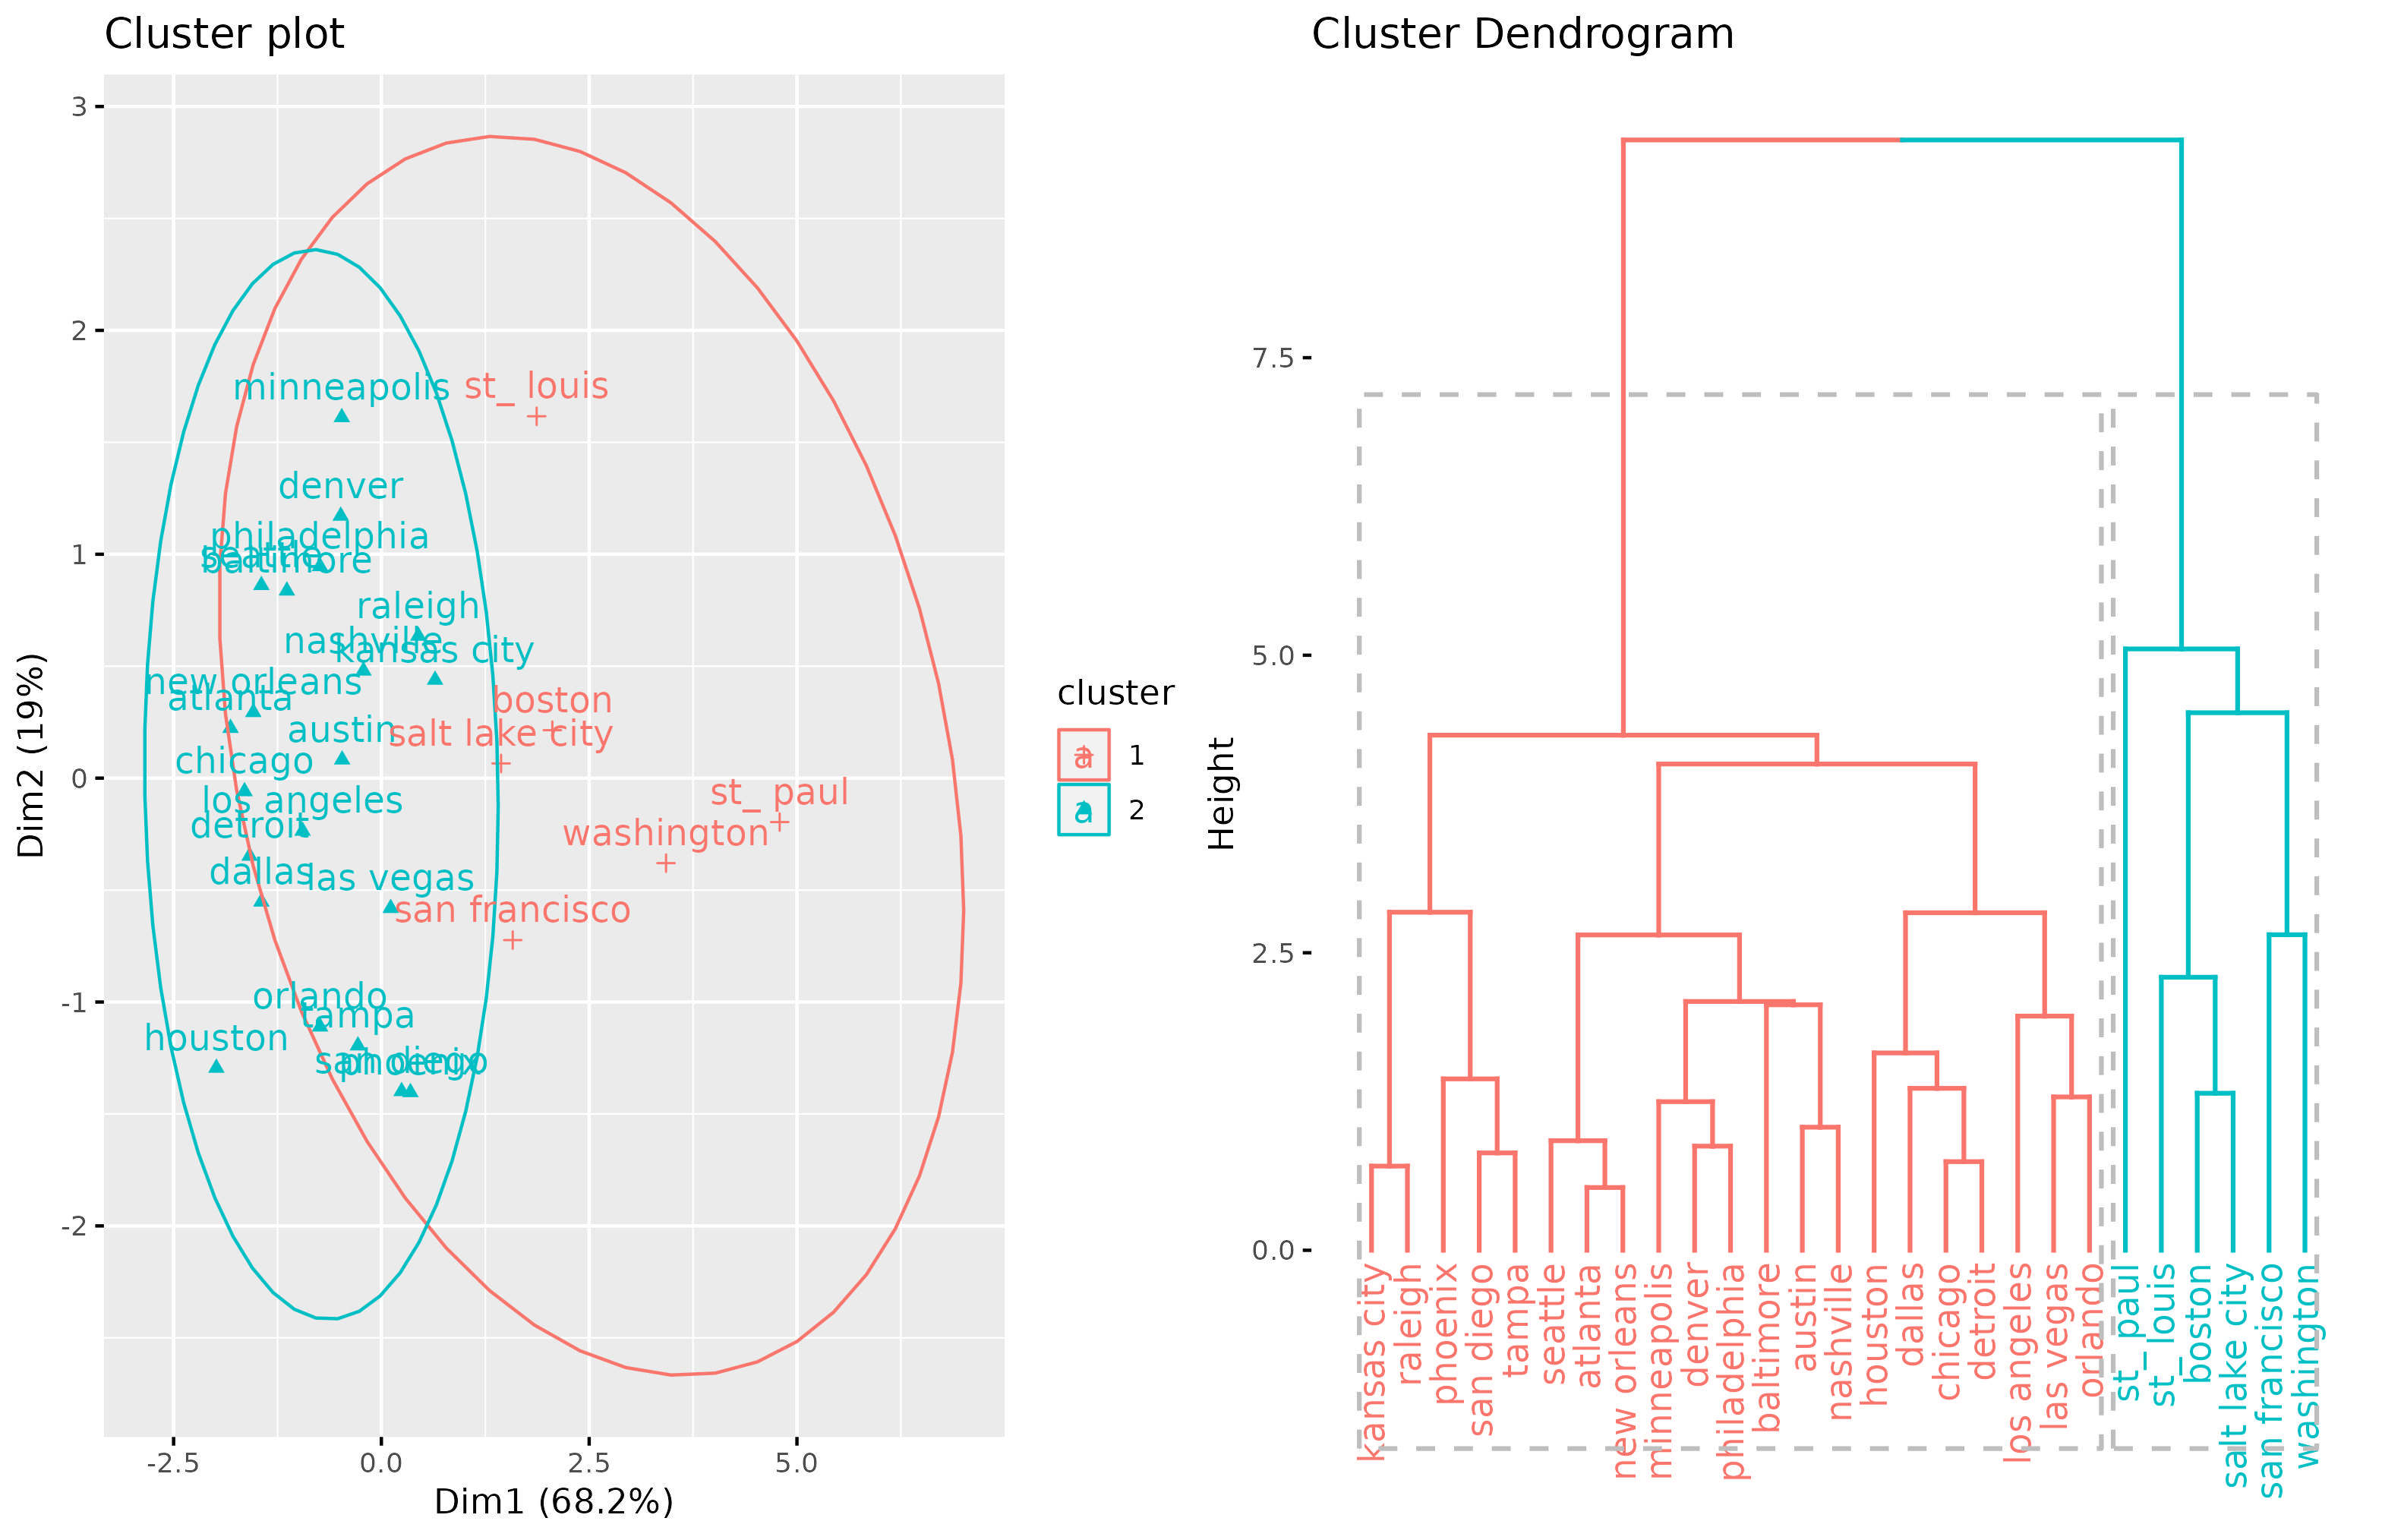 Cluster plot
3
2
1
0
-1
-2
-2.5
0.0
2.5
5.0
Dim1 (68.2%)
Dim2 (19%)
minneapolis
st_ louis
denver
philadelphia
seattle
baltimore
raleigh
nashville
kansas city
new orleans
atlanta
boston
austin
salt lake city
chicago
st_ paul
los angeles
detroit
washington
dallas
las vegas
san francisco
orlando
tampa
houston
san diego
phoenix
cluster
a
1
a
2
Cluster Dendrogram
Height
7.5
5.0
2.5
0.0
kansas city
raleigh
phoenix
san diego
tampa
seattle
atlanta
new orleans
minneapolis
denver
philadelphia
baltimore
austin
nashville
houston
dallas
chicago
detroit
los angeles
las vegas
orlando
st_ paul
st_ louis
boston
salt lake city
san francisco
washington